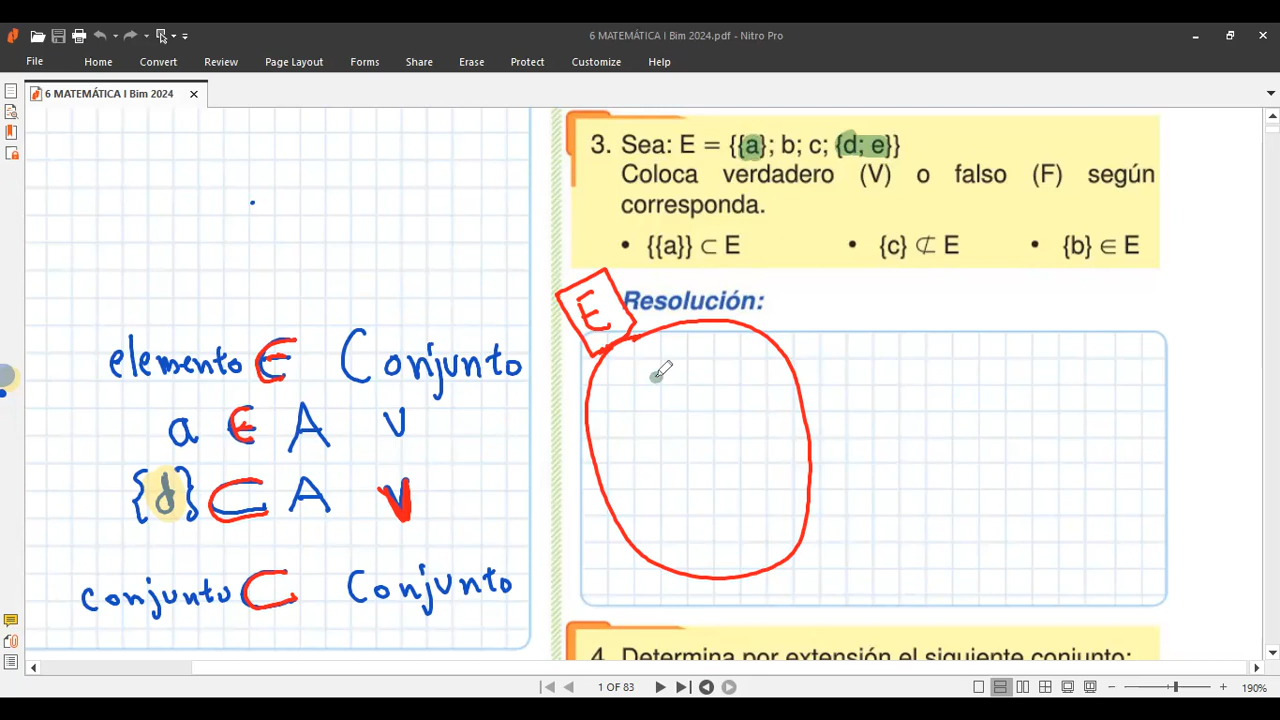 6 MATEMÁTICA I Bim 2024.pdf - Nitro Pro
File Home Convert Review Page Layout Forms Share Erase Protect Customize Help
6 MATEMÁTICA I Bim 2024 ×
3. Sea: E = {{a}; b; c; {d; e}}
Coloca verdadero (V) o falso (F) según
corresponda.
• {{a}} ⊂ E • {c} ⊄ E • {b} ∈ E
E
Resolución:
elemento ∈ Conjunto
a ∈ A V
{d} ⊂ A V
conjunto ⊂ Conjunto
4. Determina por extensión el siguiente conjunto:
1 OF 83
190%